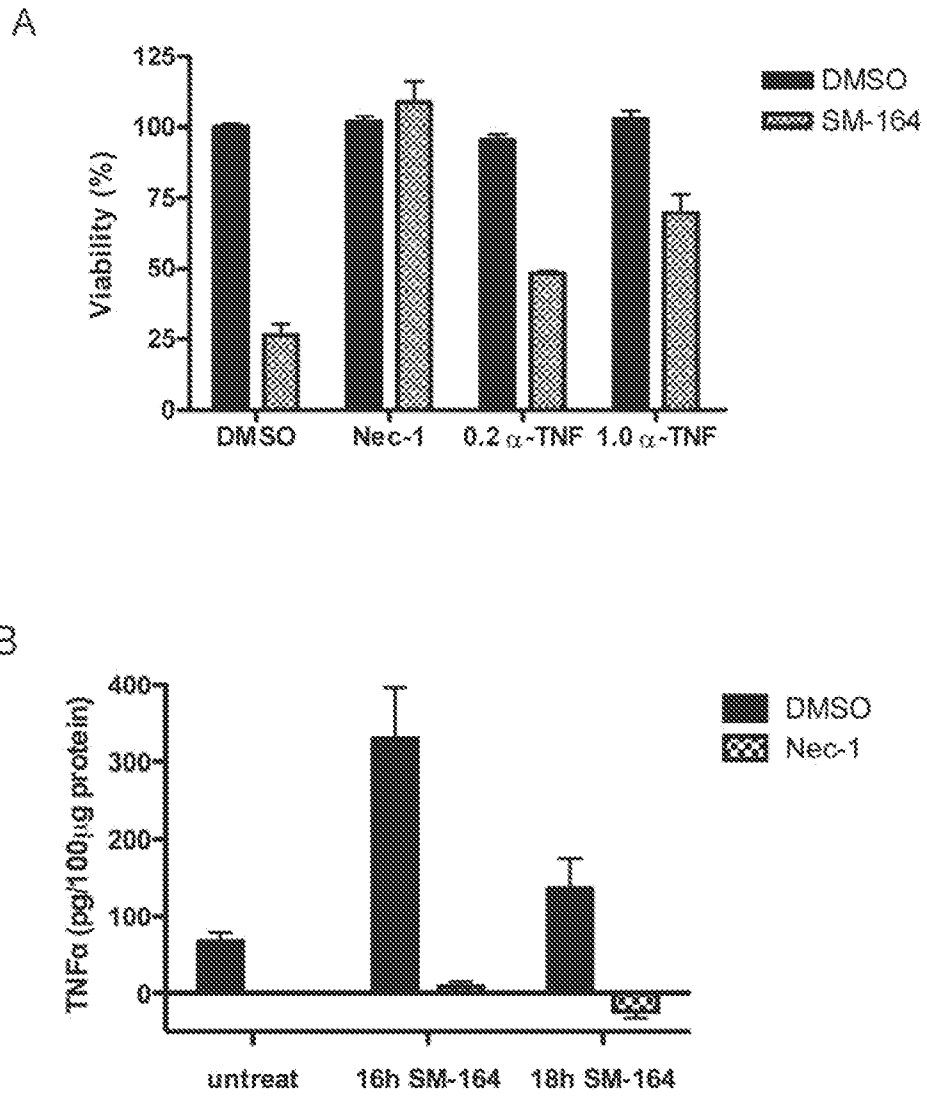 A
125
100
75
50
25
0
Viability (%)
DMSO
SM-164
DMSO Nec-1 0.2 α-TNF 1.0 α-TNF
B
400
300
200
100
0
TNFα (pg/100µg protein)
DMSO
Nec-1
untreat 16h SM-164 18h SM-164